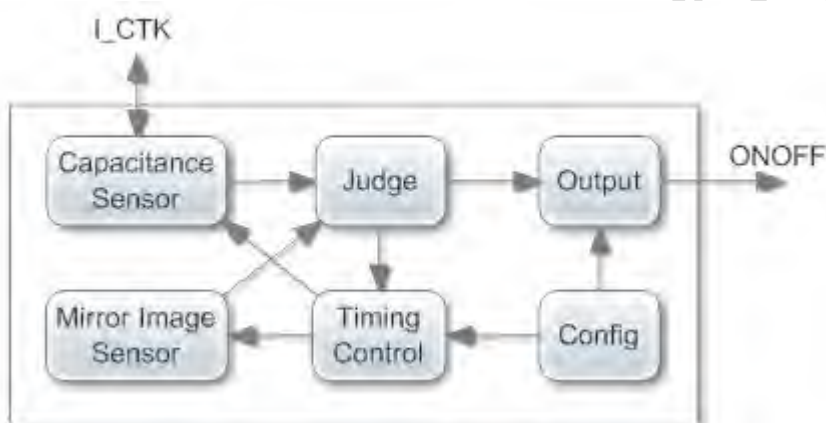 I_CTK
Capacitance
Sensor
Judge
Output
ONOFF
Mirror Image
Sensor
Timing
Control
Config